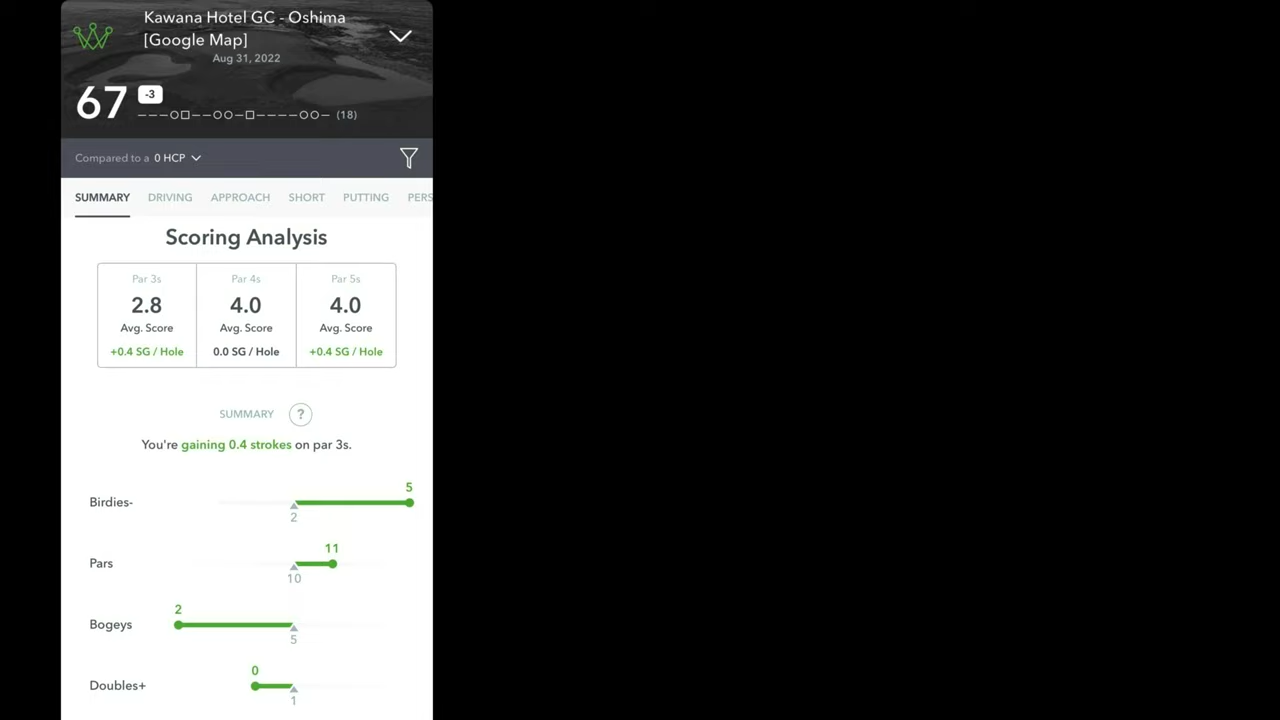 Kawana Hotel GC - Oshima
[Google Map]
Aug 31, 2022
67 -3
(18)
Compared to a 0 HCP
SUMMARY DRIVING APPROACH SHORT PUTTING PERS
Scoring Analysis
Par 3s Par 4s Par 5s
2.8 4.0 4.0
Avg. Score Avg. Score Avg. Score
+0.4 SG / Hole 0.0 SG / Hole +0.4 SG / Hole
SUMMARY ?
You're gaining 0.4 strokes on par 3s.
5
Birdies-
2
11
Pars
10
2
Bogeys
5
0
Doubles+
1